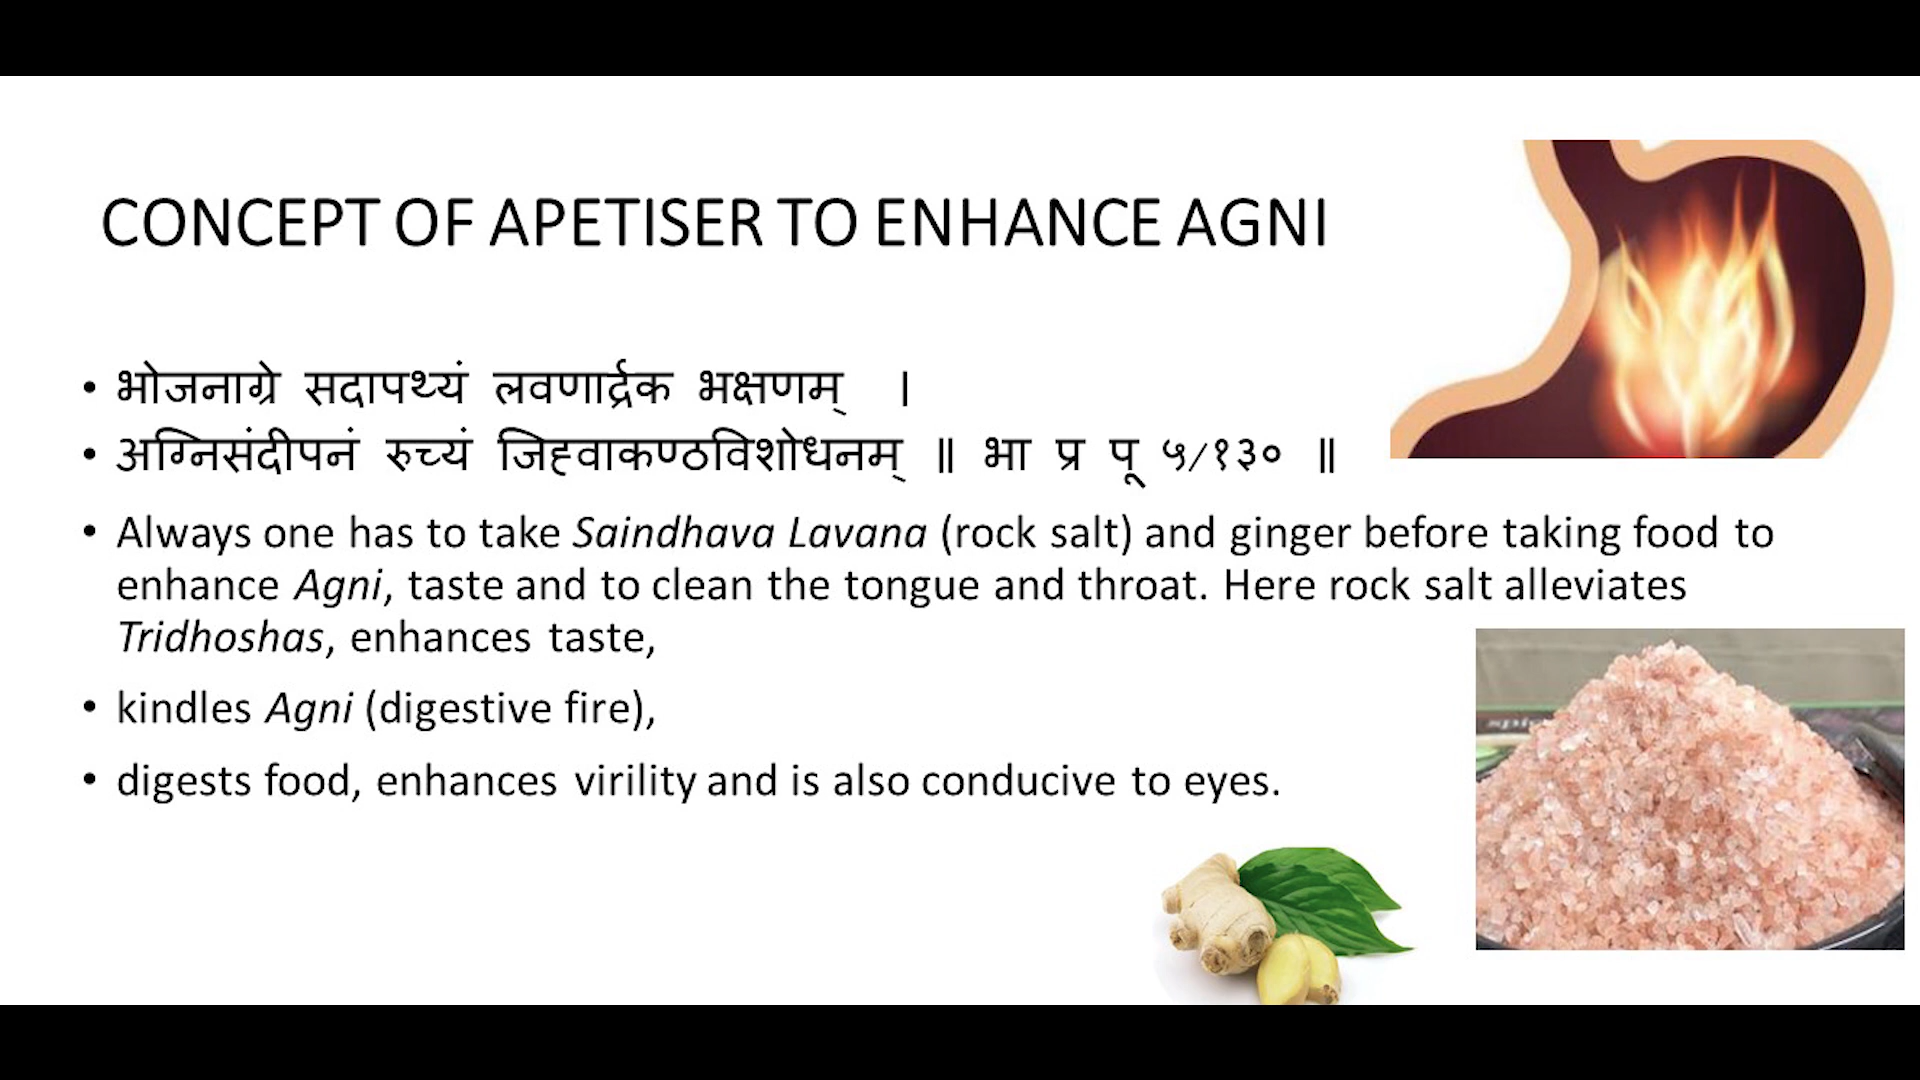 CONCEPT OF APETISER TO ENHANCE AGNI
• भोजनाग्रे सदापथ्यं लवणार्द्रक भक्षणम् ।
• अग्निसंदीपनं रुच्यं जिह्वाकण्ठविशोधनम् ॥ भा प्र पू ५/१३० ॥
• Always one has to take Saindhava Lavana (rock salt) and ginger before taking food to
enhance Agni, taste and to clean the tongue and throat. Here rock salt alleviates
Tridhoshas, enhances taste,
• kindles Agni (digestive fire),
• digests food, enhances virility and is also conducive to eyes.